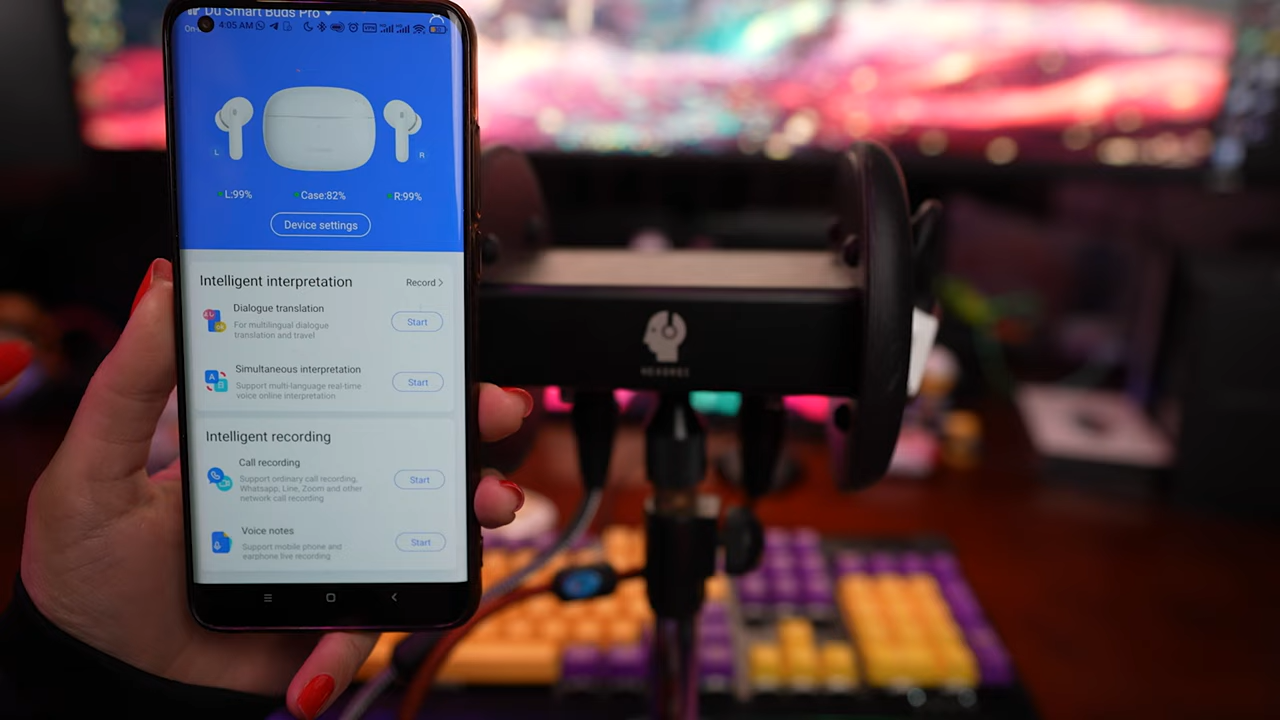 Du Smart Buds Pro
On-
4:05 AM
L
R
L:99%
Case:82%
R:99%
Device settings
Intelligent interpretation
Record >
Dialogue translation
For multilingual dialogue
translation and travel
Start
Simultaneous interpretation
Support multi-language real-time
voice online interpretation
Start
Intelligent recording
Call recording
Support ordinary call recording,
Whatsapp, Line, Zoom and other
network call recording
Start
Voice notes
Support mobile phone and
earphone live recording
Start